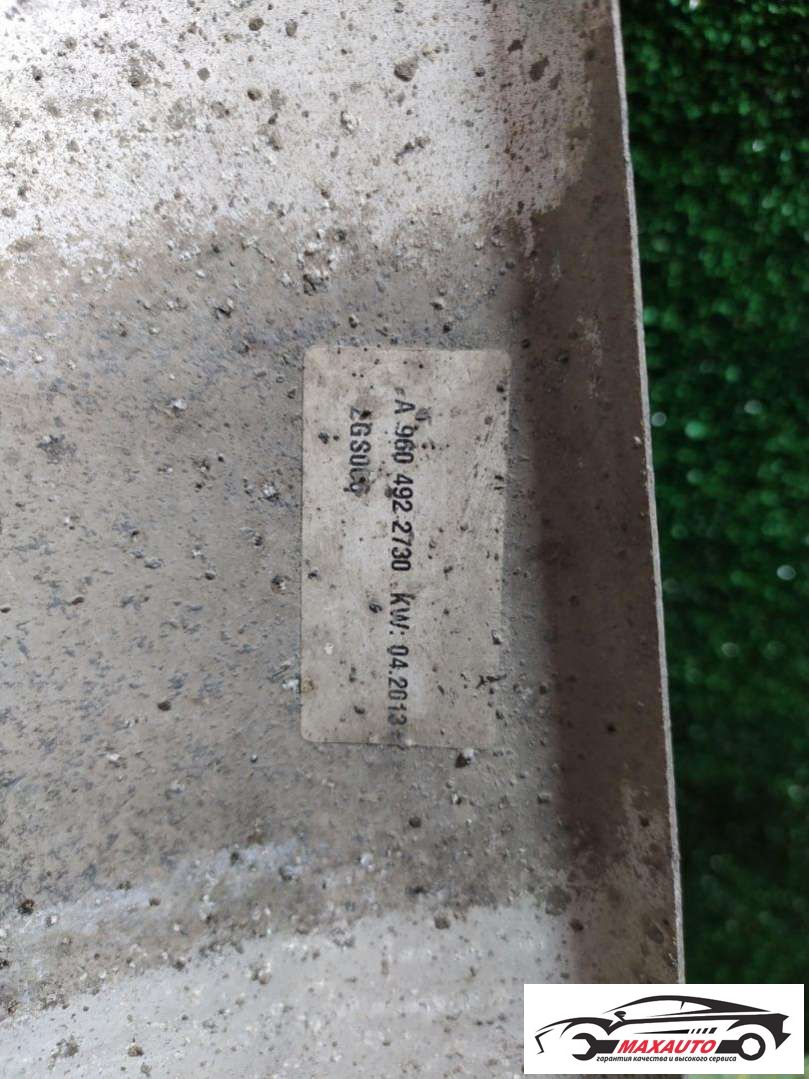 A 960 492 2730 KW: 04.2013
MAXAUTO
гарантия качества и высокого сервиса